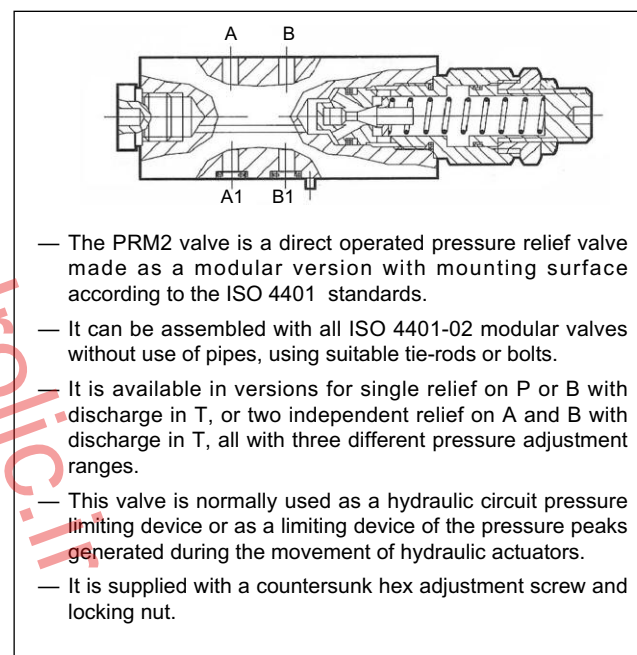 A B
A1 B1
— The PRM2 valve is a direct operated pressure relief valve
made as a modular version with mounting surface
according to the ISO 4401 standards.
— It can be assembled with all ISO 4401-02 modular valves
without use of pipes, using suitable tie-rods or bolts.
— It is available in versions for single relief on P or B with
discharge in T, or two independent relief on A and B with
discharge in T, all with three different pressure adjustment
ranges.
— This valve is normally used as a hydraulic circuit pressure
limiting device or as a limiting device of the pressure peaks
generated during the movement of hydraulic actuators.
— It is supplied with a countersunk hex adjustment screw and
locking nut.